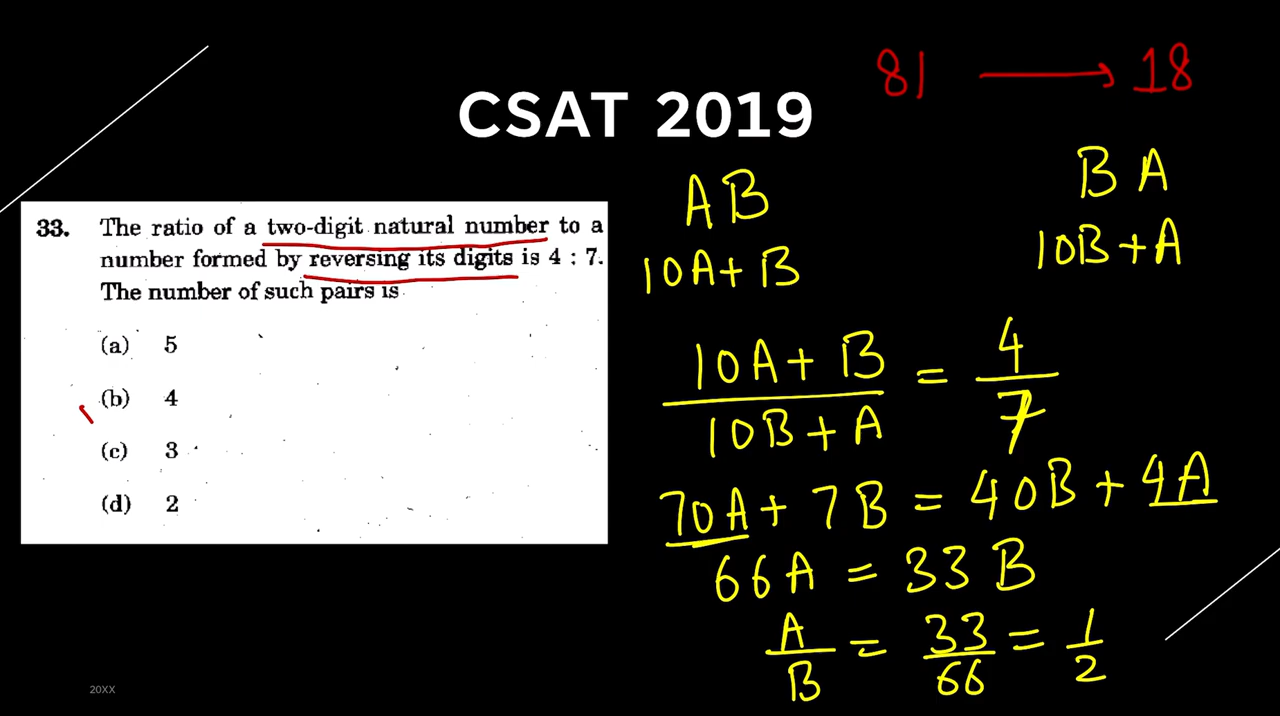 81 → 18
CSAT 2019
33. The ratio of a two-digit natural number to a
number formed by reversing its digits is 4 : 7.
The number of such pairs is
(a) 5
(b) 4
(c) 3
(d) 2
AB
BA
10A + B
10B + A
10A + B / 10B + A = 4 / 7
70A + 7B = 40B + 4A
66A = 33B
A / B = 33 / 66 = 1 / 2
20XX